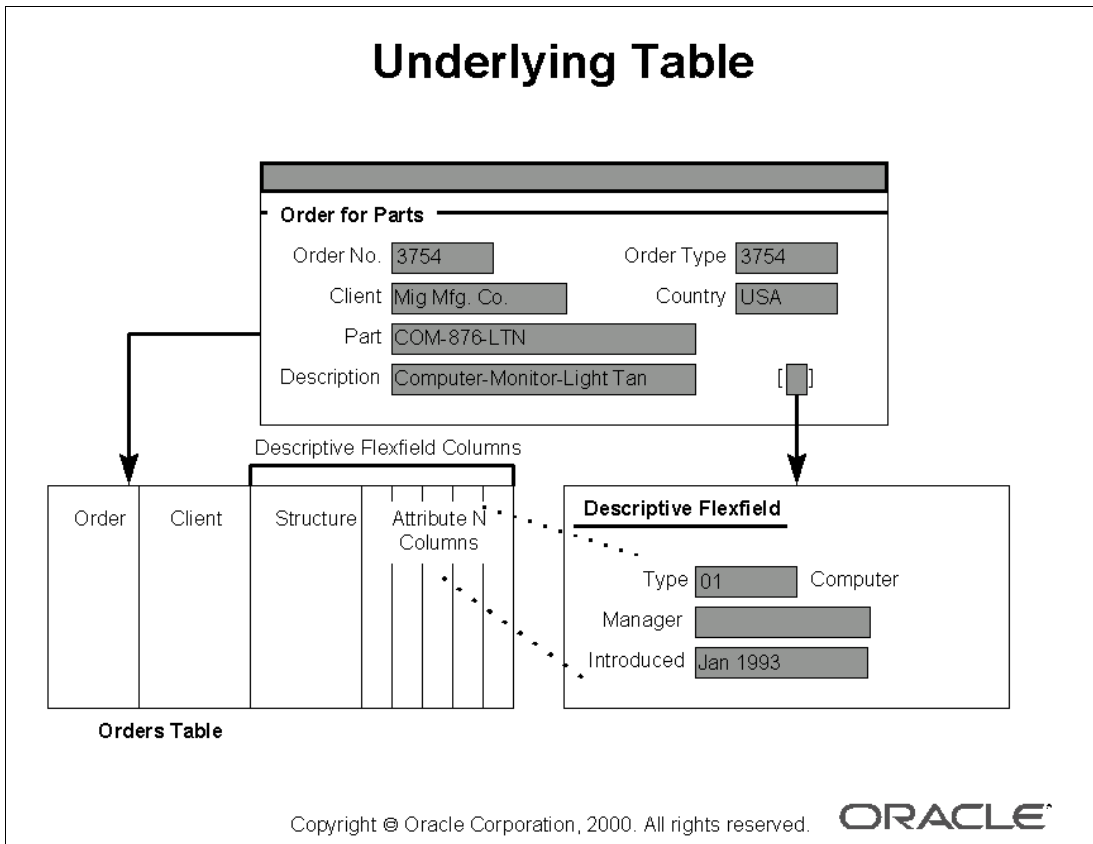 Underlying Table
Order for Parts
Order No. 3754 Order Type 3754
Client Mig Mfg. Co. Country USA
Part COM-876-LTN
Description Computer-Monitor-Light Tan [ ]
Descriptive Flexfield Columns
Order Client Structure Attribute N
Columns
Orders Table
Descriptive Flexfield
Type 01 Computer
Manager
Introduced Jan 1993
Copyright © Oracle Corporation, 2000. All rights reserved. ORACLE